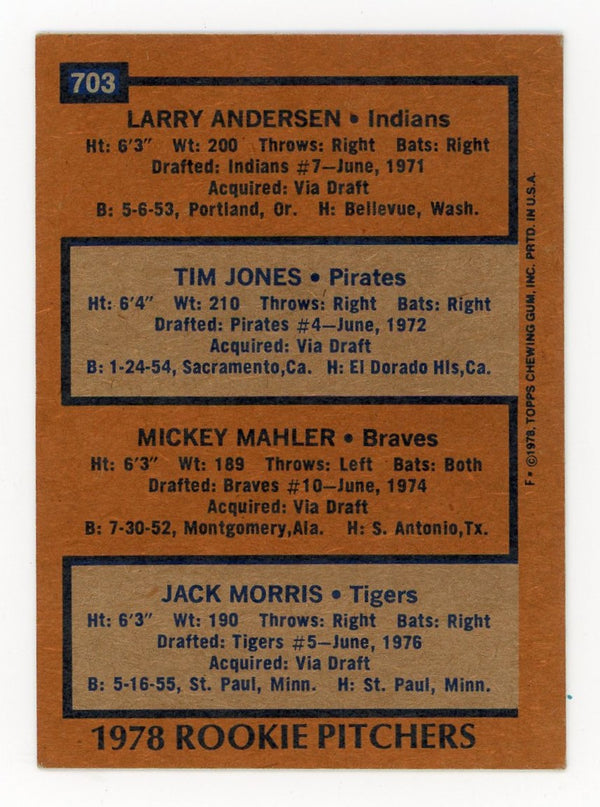 703
LARRY ANDERSEN • Indians
Ht: 6'3" Wt: 200 Throws: Right Bats: Right
Drafted: Indians #7—June, 1971
Acquired: Via Draft
B: 5-6-53, Portland, Or. H: Bellevue, Wash.
TIM JONES • Pirates
Ht: 6'4" Wt: 210 Throws: Right Bats: Right
Drafted: Pirates #4—June, 1972
Acquired: Via Draft
B: 1-24-54, Sacramento,Ca. H: El Dorado Hls,Ca.
MICKEY MAHLER • Braves
Ht: 6'3" Wt: 189 Throws: Left Bats: Both
Drafted: Braves #10—June, 1974
Acquired: Via Draft
B: 7-30-52, Montgomery,Ala. H: S. Antonio,Tx.
JACK MORRIS • Tigers
Ht: 6'3" Wt: 190 Throws: Right Bats: Right
Drafted: Tigers #5—June, 1976
Acquired: Via Draft
B: 5-16-55, St. Paul, Minn. H: St. Paul, Minn.
1978 ROOKIE PITCHERS
F* ©1978, TOPPS CHEWING GUM, INC. PRTD. IN U.S.A.